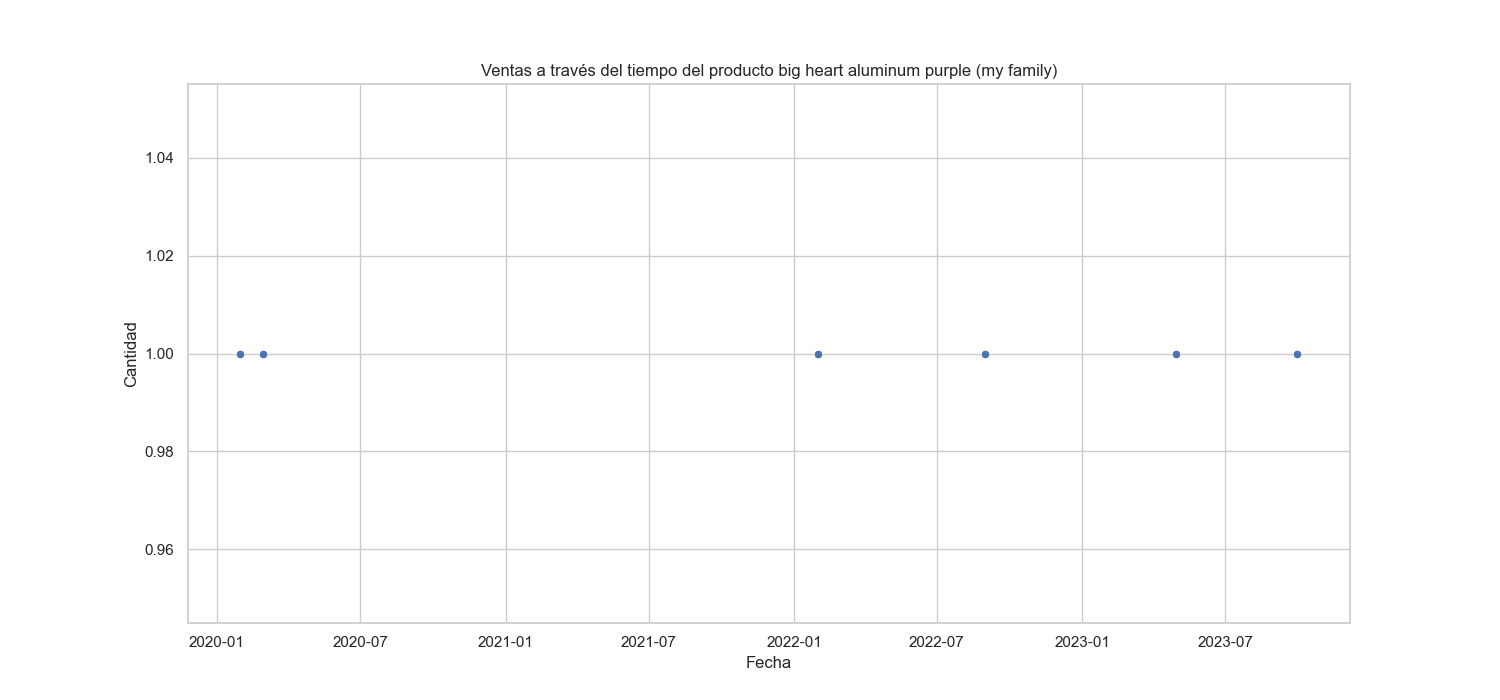 Ventas a través del tiempo del producto big heart aluminum purple (my family)
1.04
1.02
1.00
0.98
0.96
Cantidad
2020-01 2020-07 2021-01 2021-07 2022-01 2022-07 2023-01 2023-07
Fecha